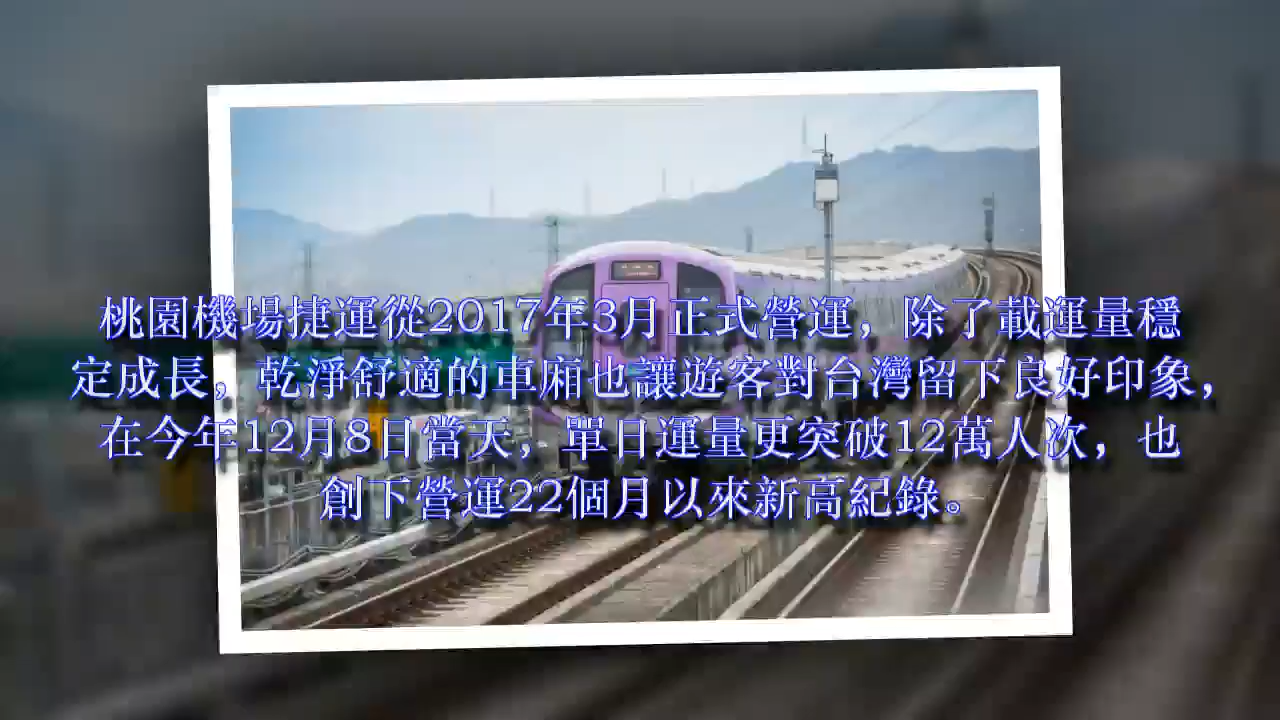 桃園機場捷運從2017年3月正式營運，除了載運量穩
定成長，乾淨舒適的車廂也讓遊客對台灣留下良好印象，
在今年12月8日當天，單日運量更突破12萬人次，也
創下營運22個月以來新高紀錄。